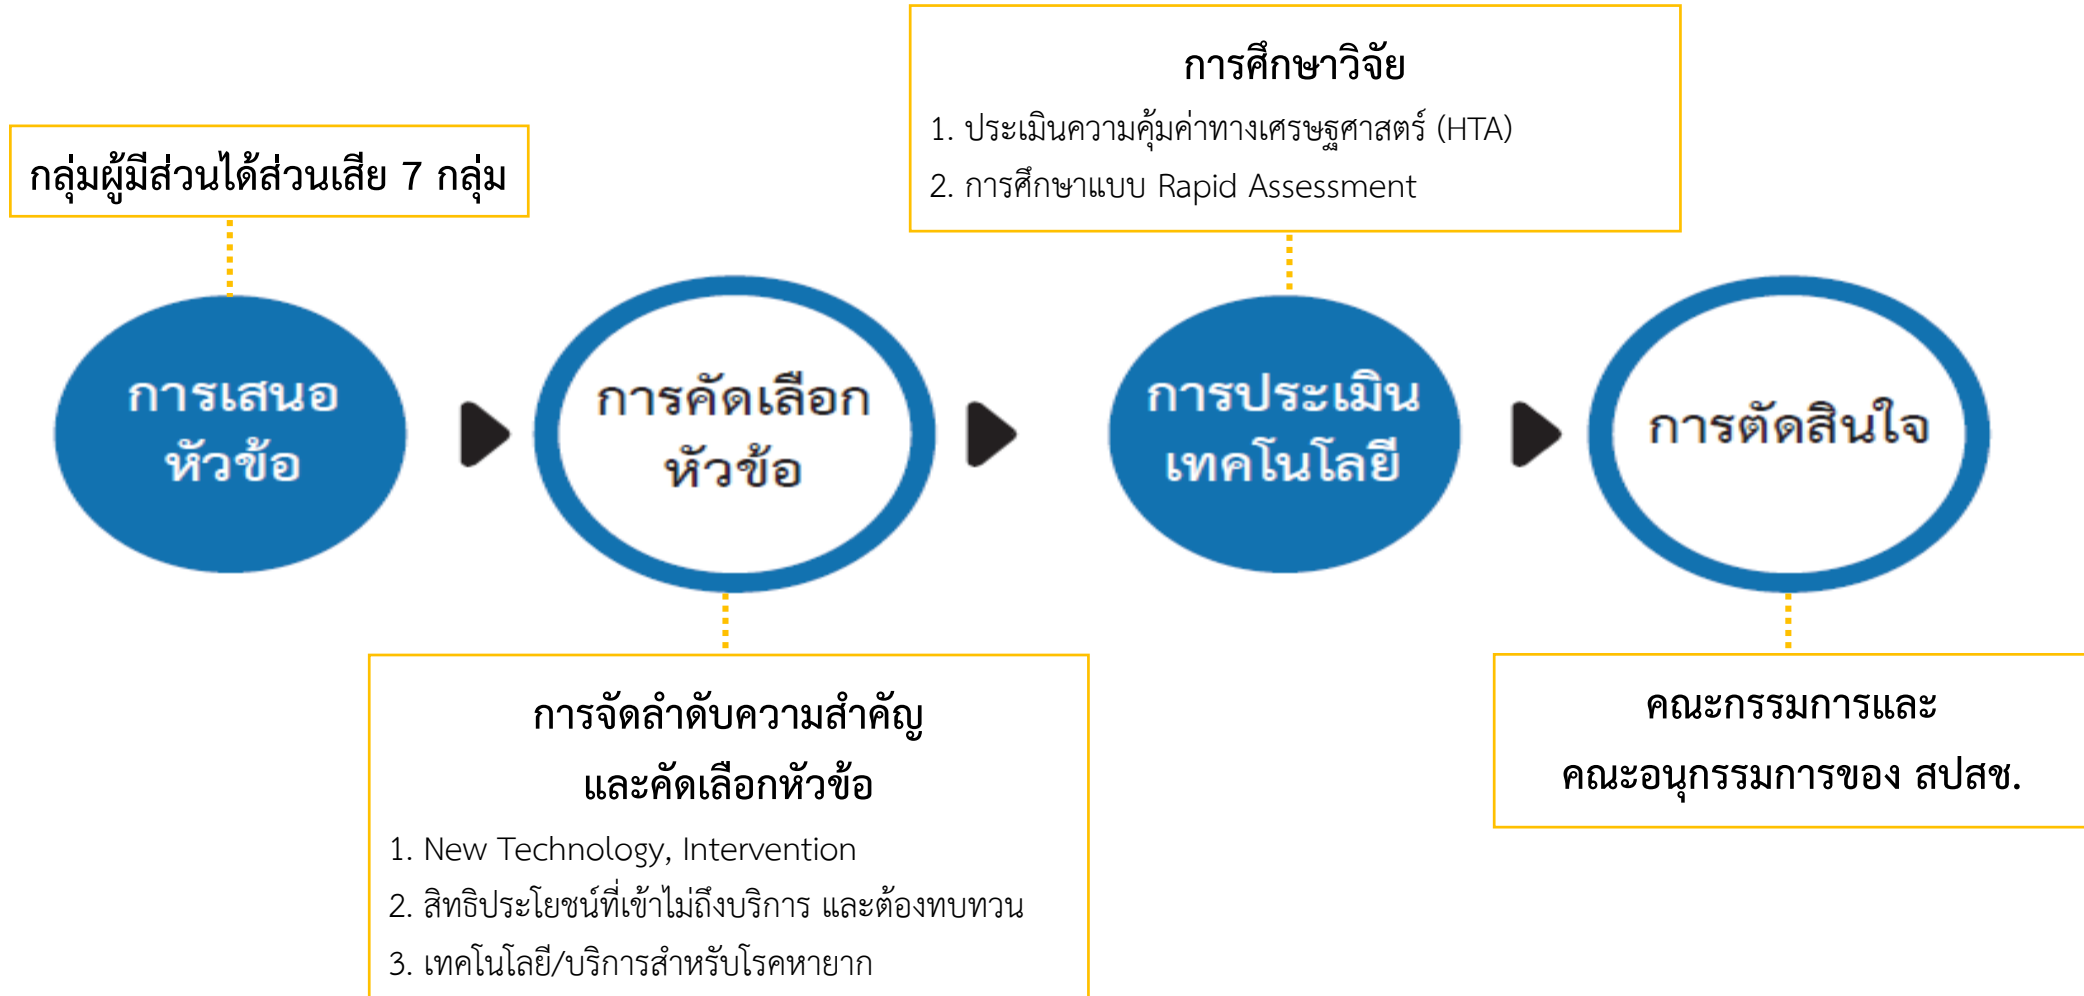 การศึกษาวิจัย
1. ประเมินความคุ้มค่าทางเศรษฐศาสตร์ (HTA)
2. การศึกษาแบบ Rapid Assessment
กลุ่มผู้มีส่วนได้ส่วนเสีย 7 กลุ่ม
การเสนอ
หัวข้อ
การคัดเลือก
หัวข้อ
การประเมิน
เทคโนโลยี
การตัดสินใจ
การจัดลำดับความสำคัญ
และคัดเลือกหัวข้อ
1. New Technology, Intervention
2. สิทธิประโยชน์ที่เข้าไม่ถึงบริการ และต้องทบทวน
3. เทคโนโลยี/บริการสำหรับโรคหายาก
คณะกรรมการและ
คณะอนุกรรมการของ สปสช.